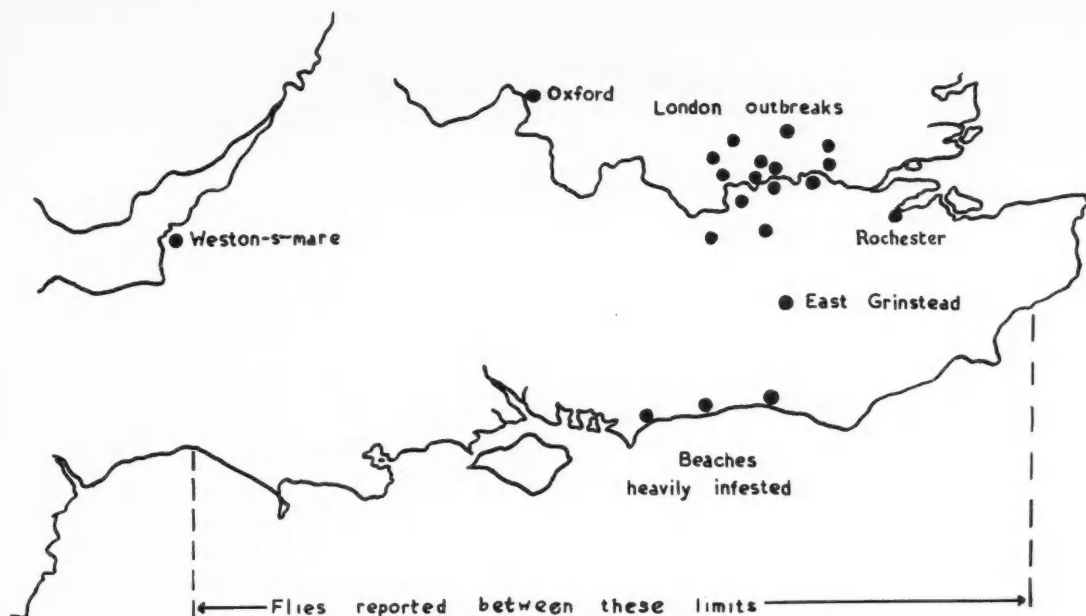 Oxford
London outbreaks
Weston-s-mare
Rochester
East Grinstead
Beaches
heavily infested
Flies reported between these limits